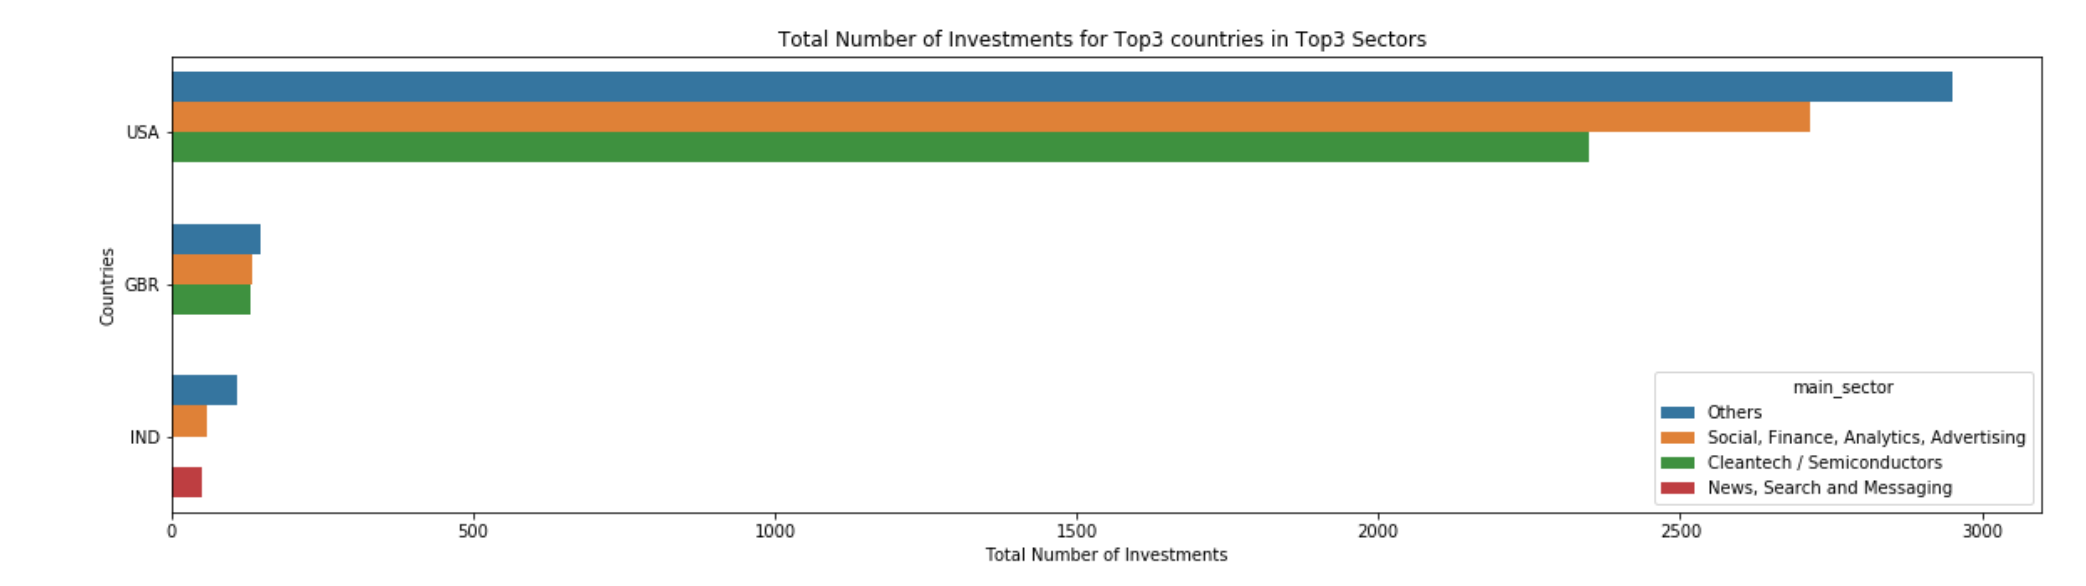 Total Number of Investments for Top3 countries in Top3 Sectors
Countries
USA
GBR
IND
main_sector
Others
Social, Finance, Analytics, Advertising
Cleantech / Semiconductors
News, Search and Messaging
0 500 1000 1500 2000 2500 3000
Total Number of Investments